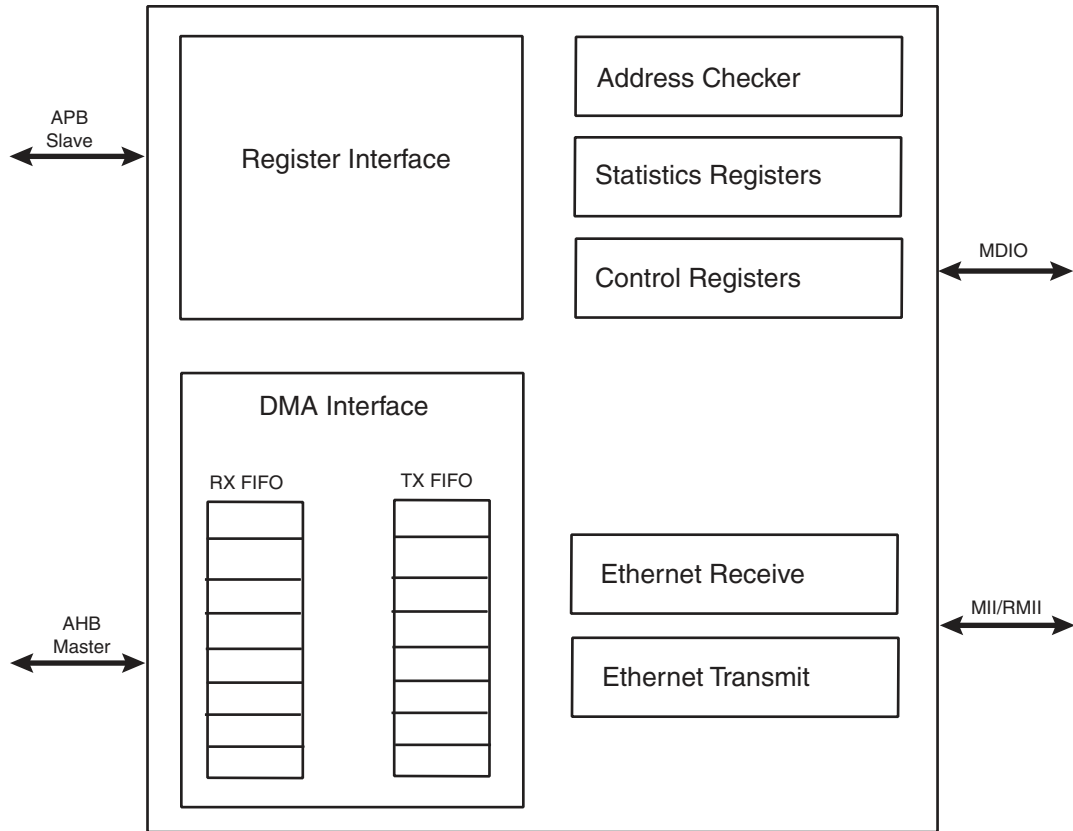 APB
Slave
Register Interface
Address Checker
Statistics Registers
Control Registers
MDIO
DMA Interface
RX FIFO
TX FIFO
AHB
Master
Ethernet Receive
Ethernet Transmit
MII/RMII